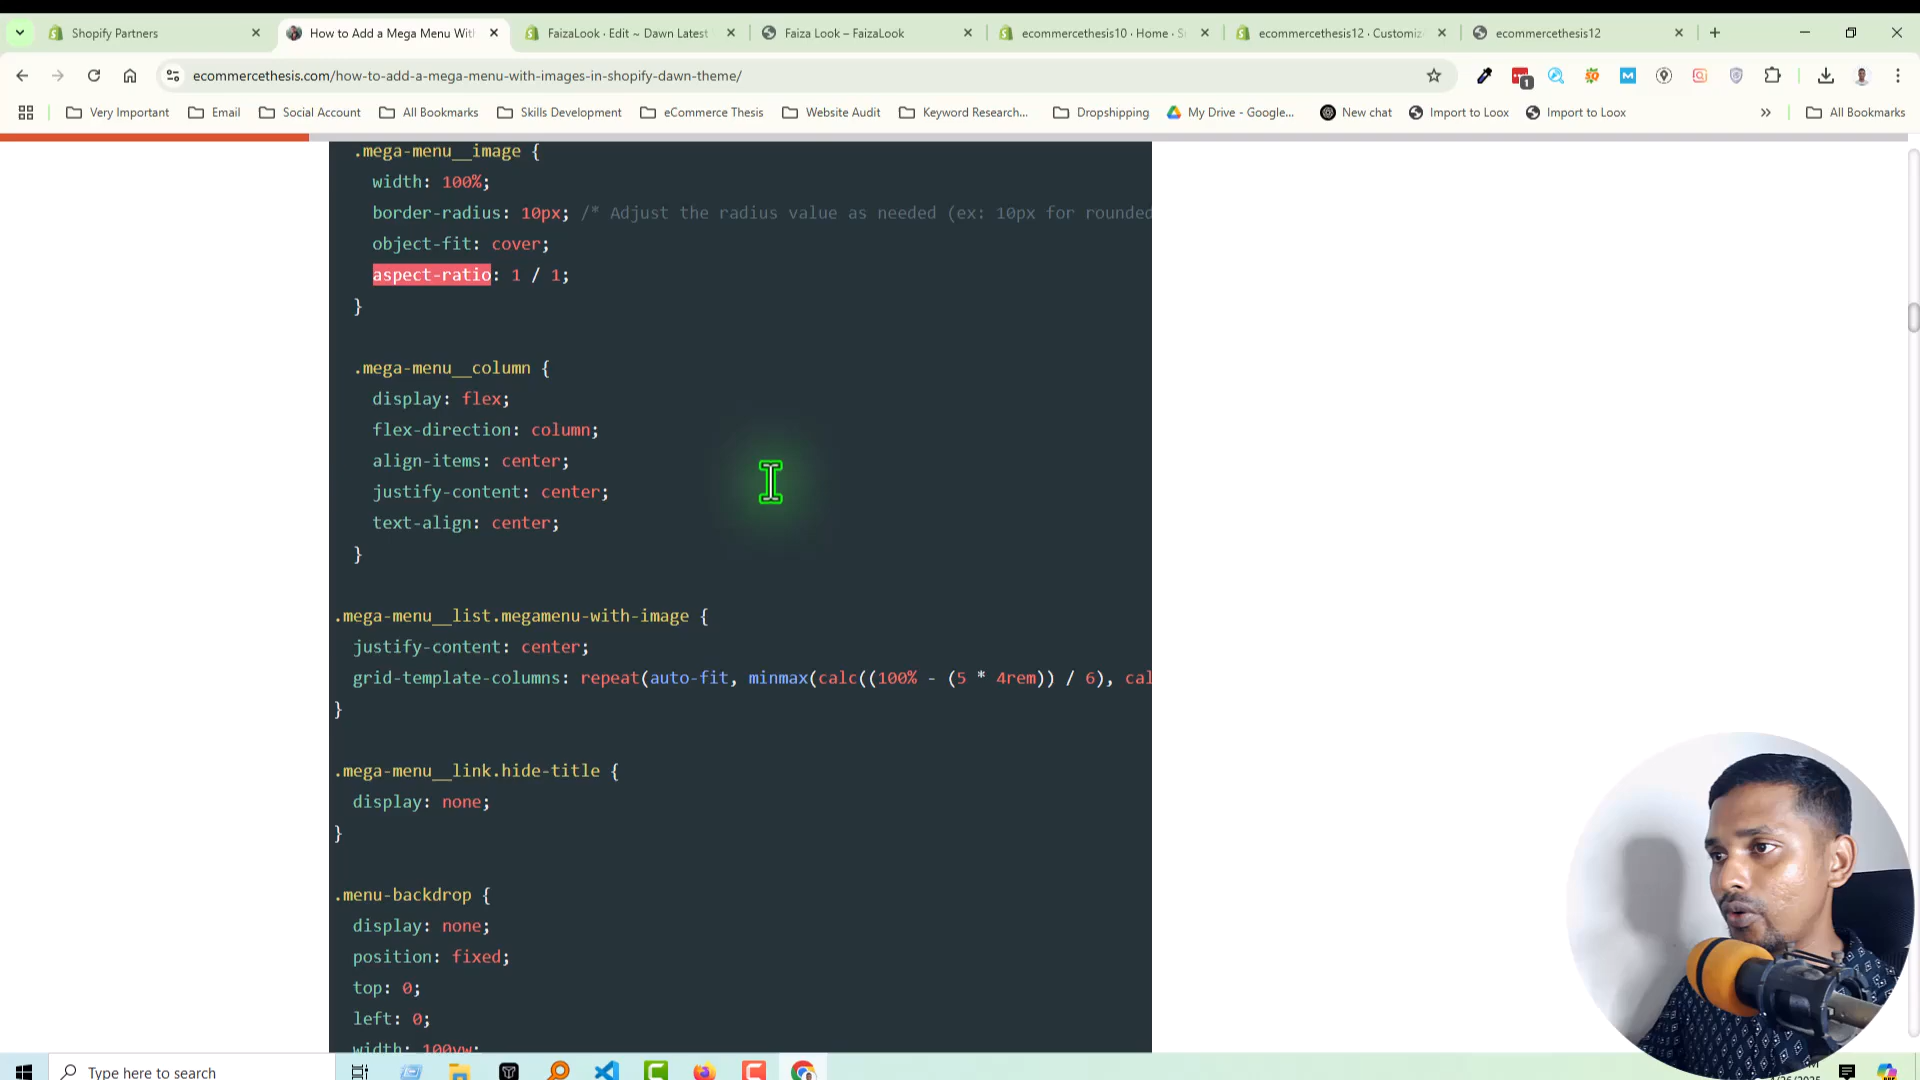 Shopify Partners
How to Add a Mega Menu Wit
FaizaLook · Edit ~ Dawn Latest
Faiza Look – FaizaLook
ecommercethesis10 · Home · S
ecommercethesis12 · Customiz
ecommercethesis12
ecommercethesis.com/how-to-add-a-mega-menu-with-images-in-shopify-dawn-theme/
Very Important
Email
Social Account
All Bookmarks
Skills Development
eCommerce Thesis
Website Audit
Keyword Research...
Dropshipping
My Drive - Google...
New chat
Import to Loox
Import to Loox
»
All Bookmarks
.mega-menu__image {
width: 100%;
border-radius: 10px; /* Adjust the radius value as needed (ex: 10px for rounded
object-fit: cover;
aspect-ratio: 1 / 1;
}
.mega-menu__column {
display: flex;
flex-direction: column;
align-items: center;
justify-content: center;
text-align: center;
}
.mega-menu__list.megamenu-with-image {
justify-content: center;
grid-template-columns: repeat(auto-fit, minmax(calc((100% - (5 * 4rem)) / 6), cal
}
.mega-menu__link.hide-title {
display: none;
}
.menu-backdrop {
display: none;
position: fixed;
top: 0;
left: 0;
width: 100vw;
Type here to search